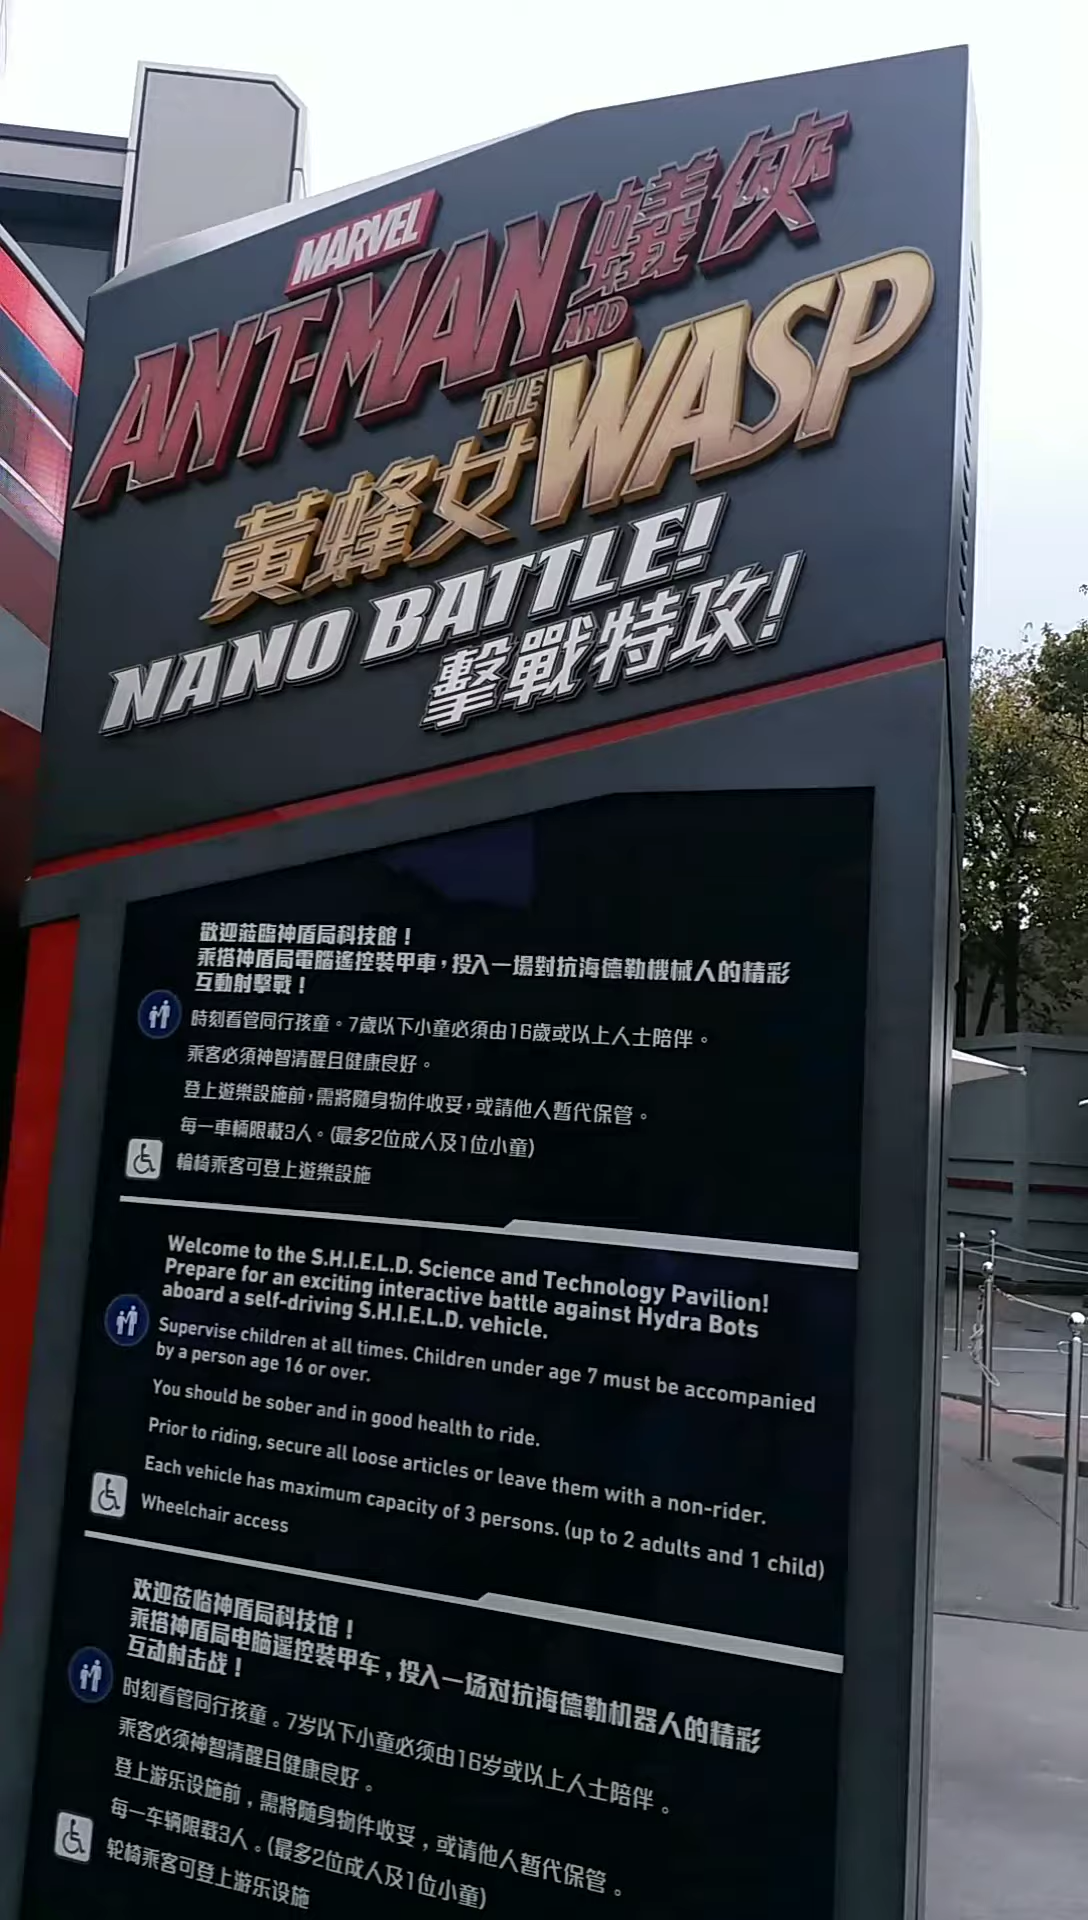 MARVEL
ANT-MAN 蟻俠
AND
THE WASP
黃蜂女
NANO BATTLE!
擊戰特攻!
歡迎蒞臨神盾局科技館！
乘搭神盾局電腦遙控裝甲車，投入一場對抗海德勒機械人的精彩
互動射擊戰！
時刻看管同行孩童。7歲以下小童必須由16歲或以上人士陪伴。
乘客必須神智清醒且健康良好。
登上遊樂設施前，需將隨身物件收妥，或請他人暫代保管。
每一車輛限載3人。(最多2位成人及1位小童)
輪椅乘客可登上遊樂設施
Welcome to the S.H.I.E.L.D. Science and Technology Pavilion!
Prepare for an exciting interactive battle against Hydra Bots
aboard a self-driving S.H.I.E.L.D. vehicle.
Supervise children at all times. Children under age 7 must be accompanied
by a person age 16 or over.
You should be sober and in good health to ride.
Prior to riding, secure all loose articles or leave them with a non-rider.
Each vehicle has maximum capacity of 3 persons. (up to 2 adults and 1 child)
Wheelchair access
欢迎莅临神盾局科技馆！
乘搭神盾局电脑遥控装甲车，投入一场对抗海德勒机器人的精彩
互动射击战！
时刻看管同行孩童。7岁以下小童必须由16岁或以上人士陪伴。
乘客必须神智清醒且健康良好。
登上游乐设施前，需将随身物件收妥，或请他人暂代保管。
每一车辆限载3人。(最多2位成人及1位小童)
轮椅乘客可登上游乐设施